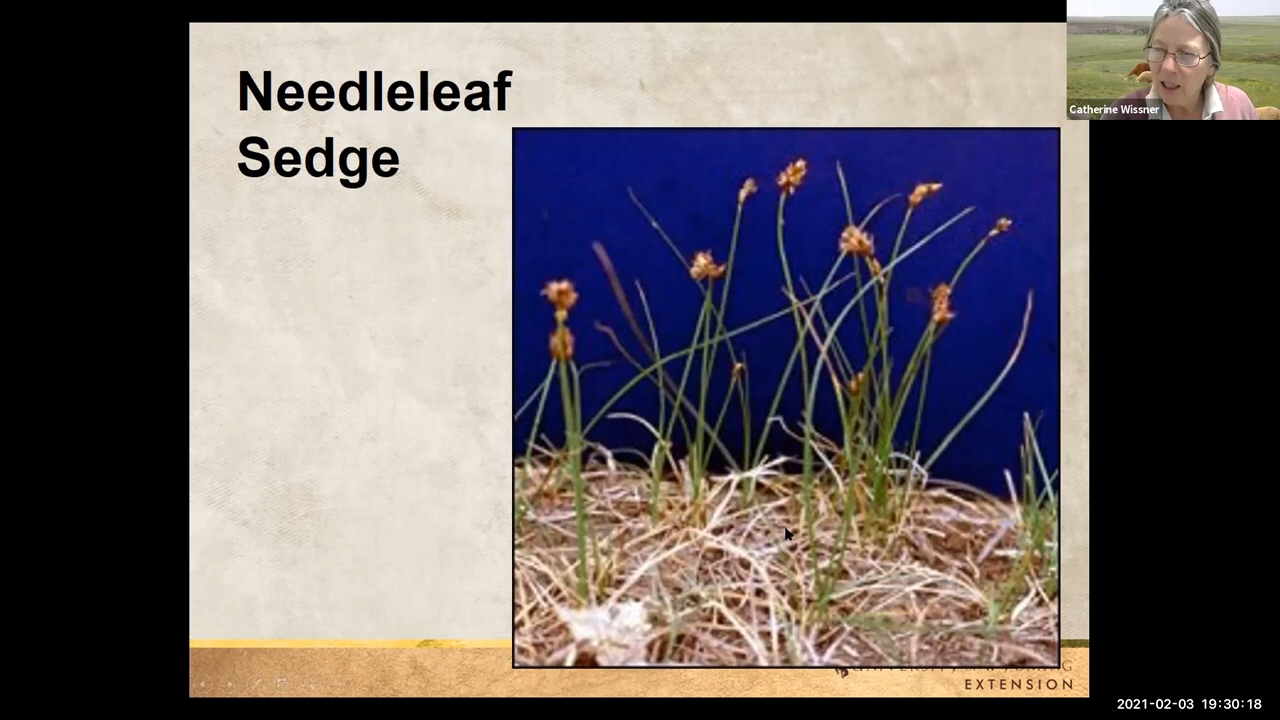 Needleleaf
Sedge
Catherine Wissner
UNIVERSITY OF WYOMING
EXTENSION
2021-02-03 19:30:18